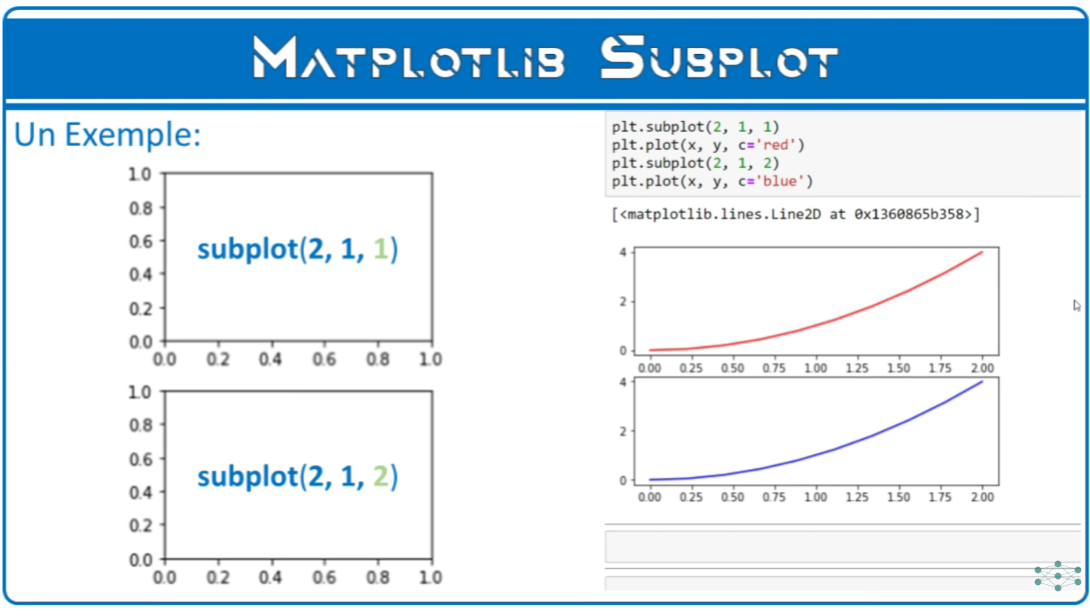 MATPLOTLIB SUBPLOT
Un Exemple:
1.0
0.8
0.6
0.4
0.2
0.0
subplot(2, 1, 1)
0.0 0.2 0.4 0.6 0.8 1.0
1.0
0.8
0.6
0.4
0.2
0.0
subplot(2, 1, 2)
0.0 0.2 0.4 0.6 0.8 1.0
plt.subplot(2, 1, 1)
plt.plot(x, y, c='red')
plt.subplot(2, 1, 2)
plt.plot(x, y, c='blue')
[<matplotlib.lines.Line2D at 0x1360865b358>]
4
2
0
0.00 0.25 0.50 0.75 1.00 1.25 1.50 1.75 2.00
4
2
0
0.00 0.25 0.50 0.75 1.00 1.25 1.50 1.75 2.00